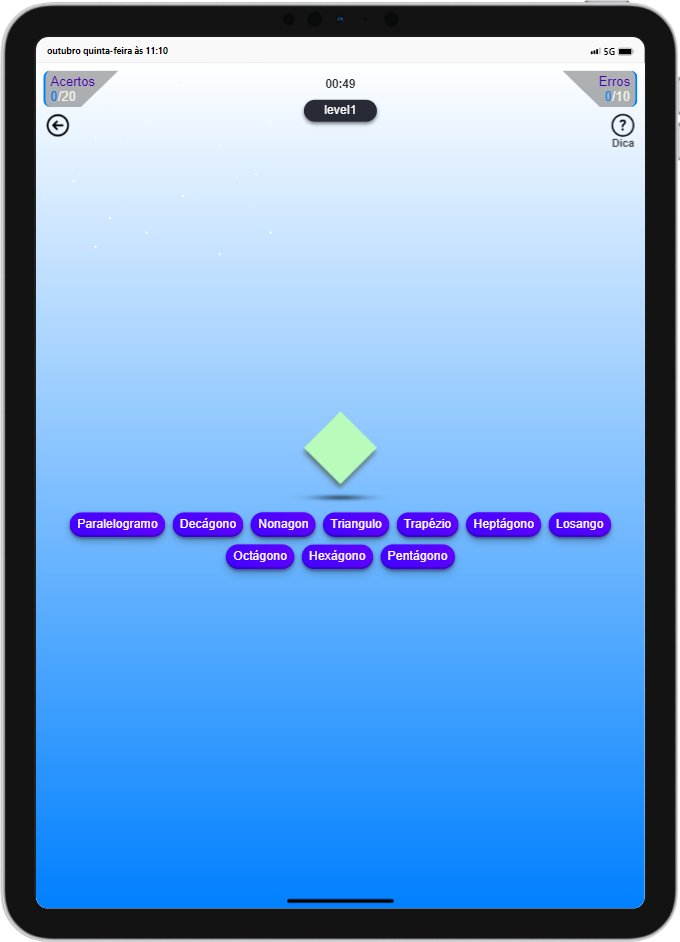 outubro quinta-feira às 11:10
5G
Acertos
0/20
00:49
level1
Erros
0/10
?
Dica
Paralelogramo Decágono Nonagon Triangulo Trapézio Heptágono Losango
Octágono Hexágono Pentágono